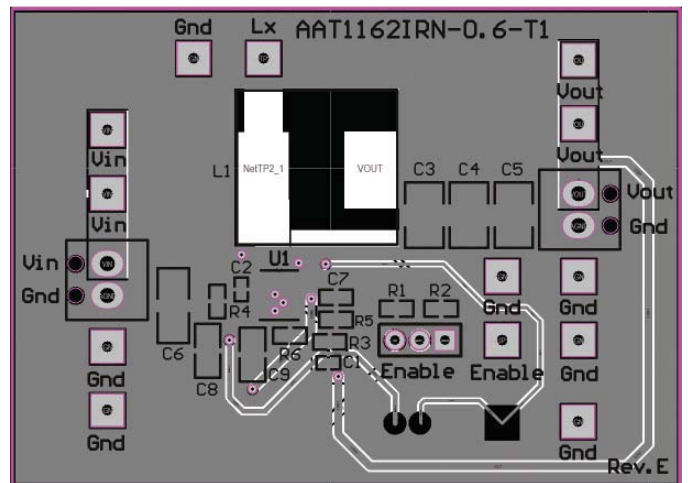 Gnd Lx AAT1162IRN-0.6-T1
Vout
Vin
Vout
L1 NetTP2_1 VOUT C3 C4 C5
Vin
VOUT Vout
Gnd
Vin VIN
U1
Gnd
C2 C7 R1 R2 Gnd
R4 R5
C6 R6 R3
C8 C9 C1 Enable Enable Gnd
Gnd
Gnd
Gnd
Rev.E